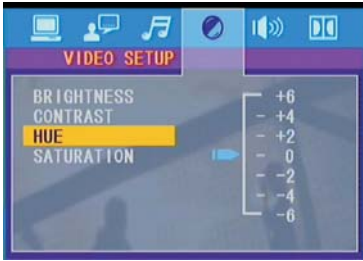 VIDEO SETUP
BRIGHTNESS
CONTRAST
HUE
SATURATION
+6
+4
+2
0
-2
-4
-6